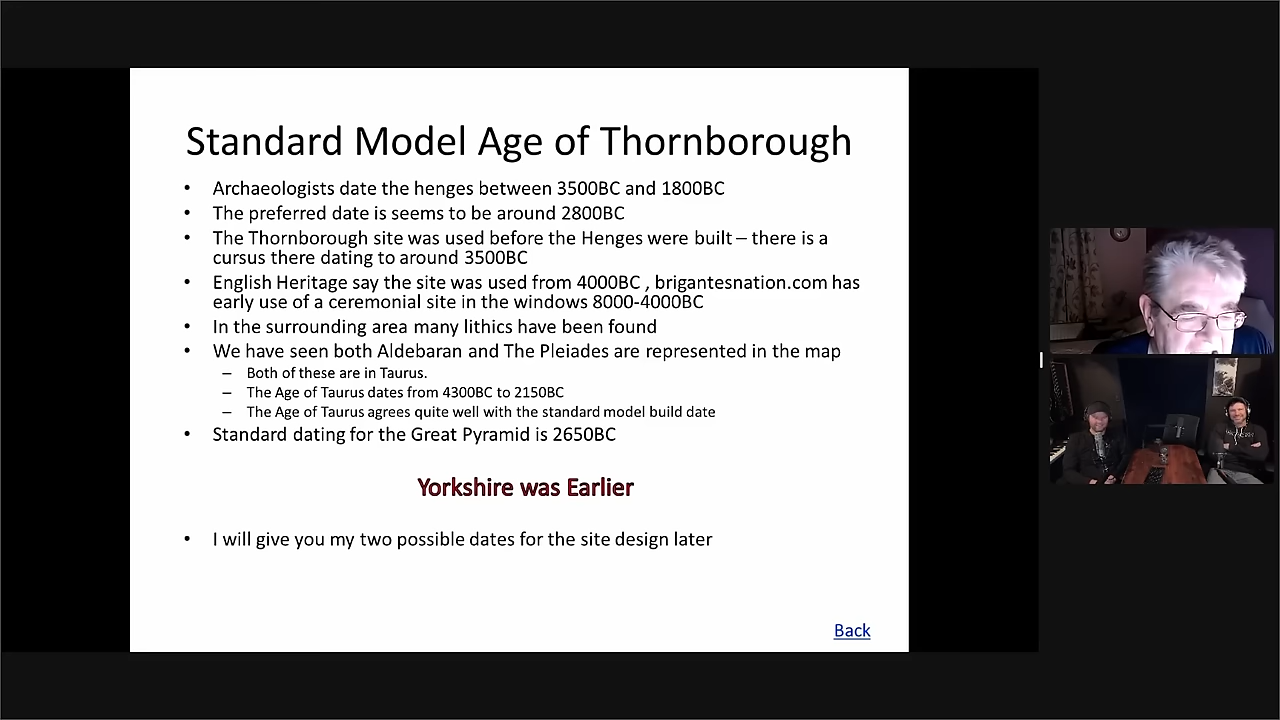 Standard Model Age of Thornborough
• Archaeologists date the henges between 3500BC and 1800BC
• The preferred date is seems to be around 2800BC
• The Thornborough site was used before the Henges were built – there is a
cursus there dating to around 3500BC
• English Heritage say the site was used from 4000BC , brigantesnation.com has
early use of a ceremonial site in the windows 8000-4000BC
• In the surrounding area many lithics have been found
• We have seen both Aldebaran and The Pleiades are represented in the map
– Both of these are in Taurus.
– The Age of Taurus dates from 4300BC to 2150BC
– The Age of Taurus agrees quite well with the standard model build date
• Standard dating for the Great Pyramid is 2650BC
Yorkshire was Earlier
• I will give you my two possible dates for the site design later
Back